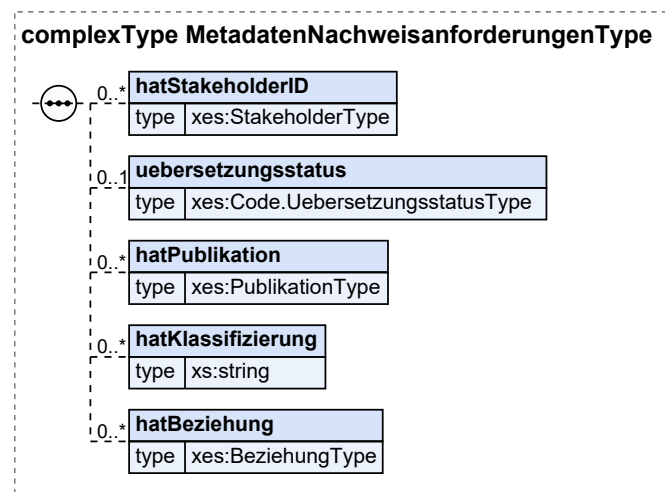 complexType MetadatenNachweisanforderungenType
0..* hatStakeholderID
type xes:StakeholderType
0..1 uebersetzungsstatus
type xes:Code.UebersetzungsstatusType
0..* hatPublikation
type xes:PublikationType
0..* hatKlassifizierung
type xs:string
0..* hatBeziehung
type xes:BeziehungType